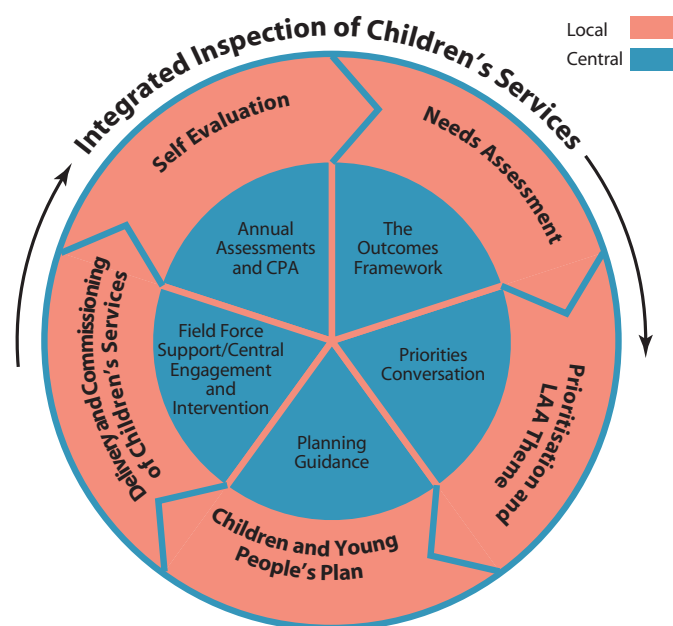 Integrated Inspection of Children's Services
Local
Central
Self Evaluation
Needs Assessment
Prioritisation and
LAA Theme
Children and Young
People's Plan
Delivery and Commissioning
of Children's Services
Annual
Assessments
and CPA
The
Outcomes
Framework
Priorities
Conversation
Planning
Guidance
Field Force
Support/Central
Engagement
and
Intervention